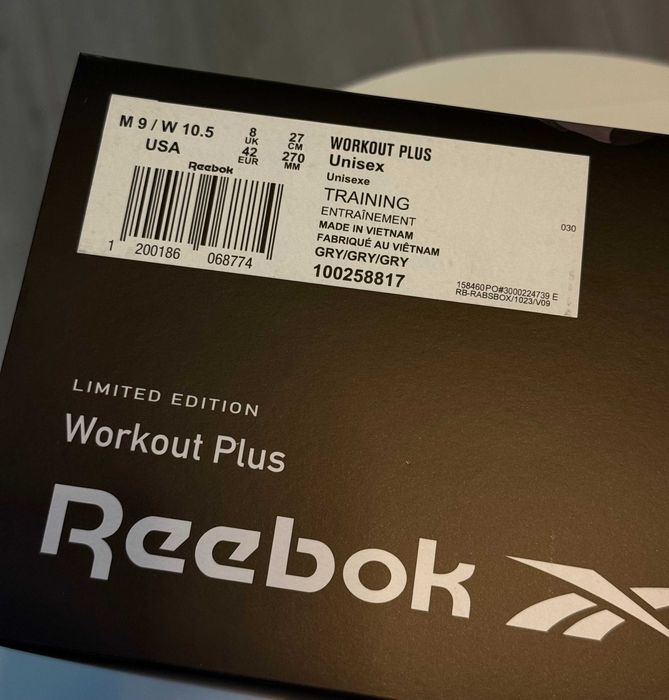 M 9 / W 10.5
USA
8
UK
42
EUR
27
CM
270
MM
Reebok
1 200186 068774
WORKOUT PLUS
Unisex
Unisexe
TRAINING
ENTRAÎNEMENT
MADE IN VIETNAM
FABRIQUÉ AU VIÊTNAM
GRY/GRY/GRY
100258817
030
158460PO#3000224739 E
RB-RABSBOX/1023/V09
LIMITED EDITION
Workout Plus
Reebok